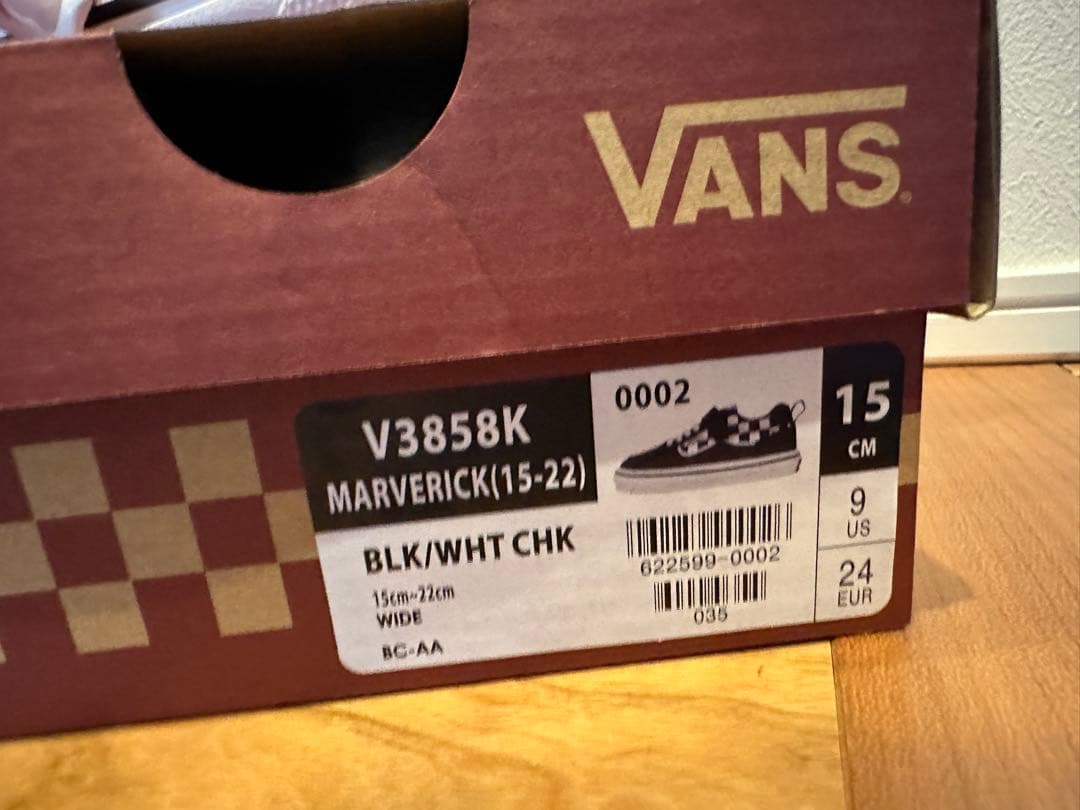 VANS
V3858K
MARVERICK(15-22)
BLK/WHT CHK
15cm~22cm
WIDE
BC-AA
0002
622599-0002
035
15
CM
9
US
24
EUR